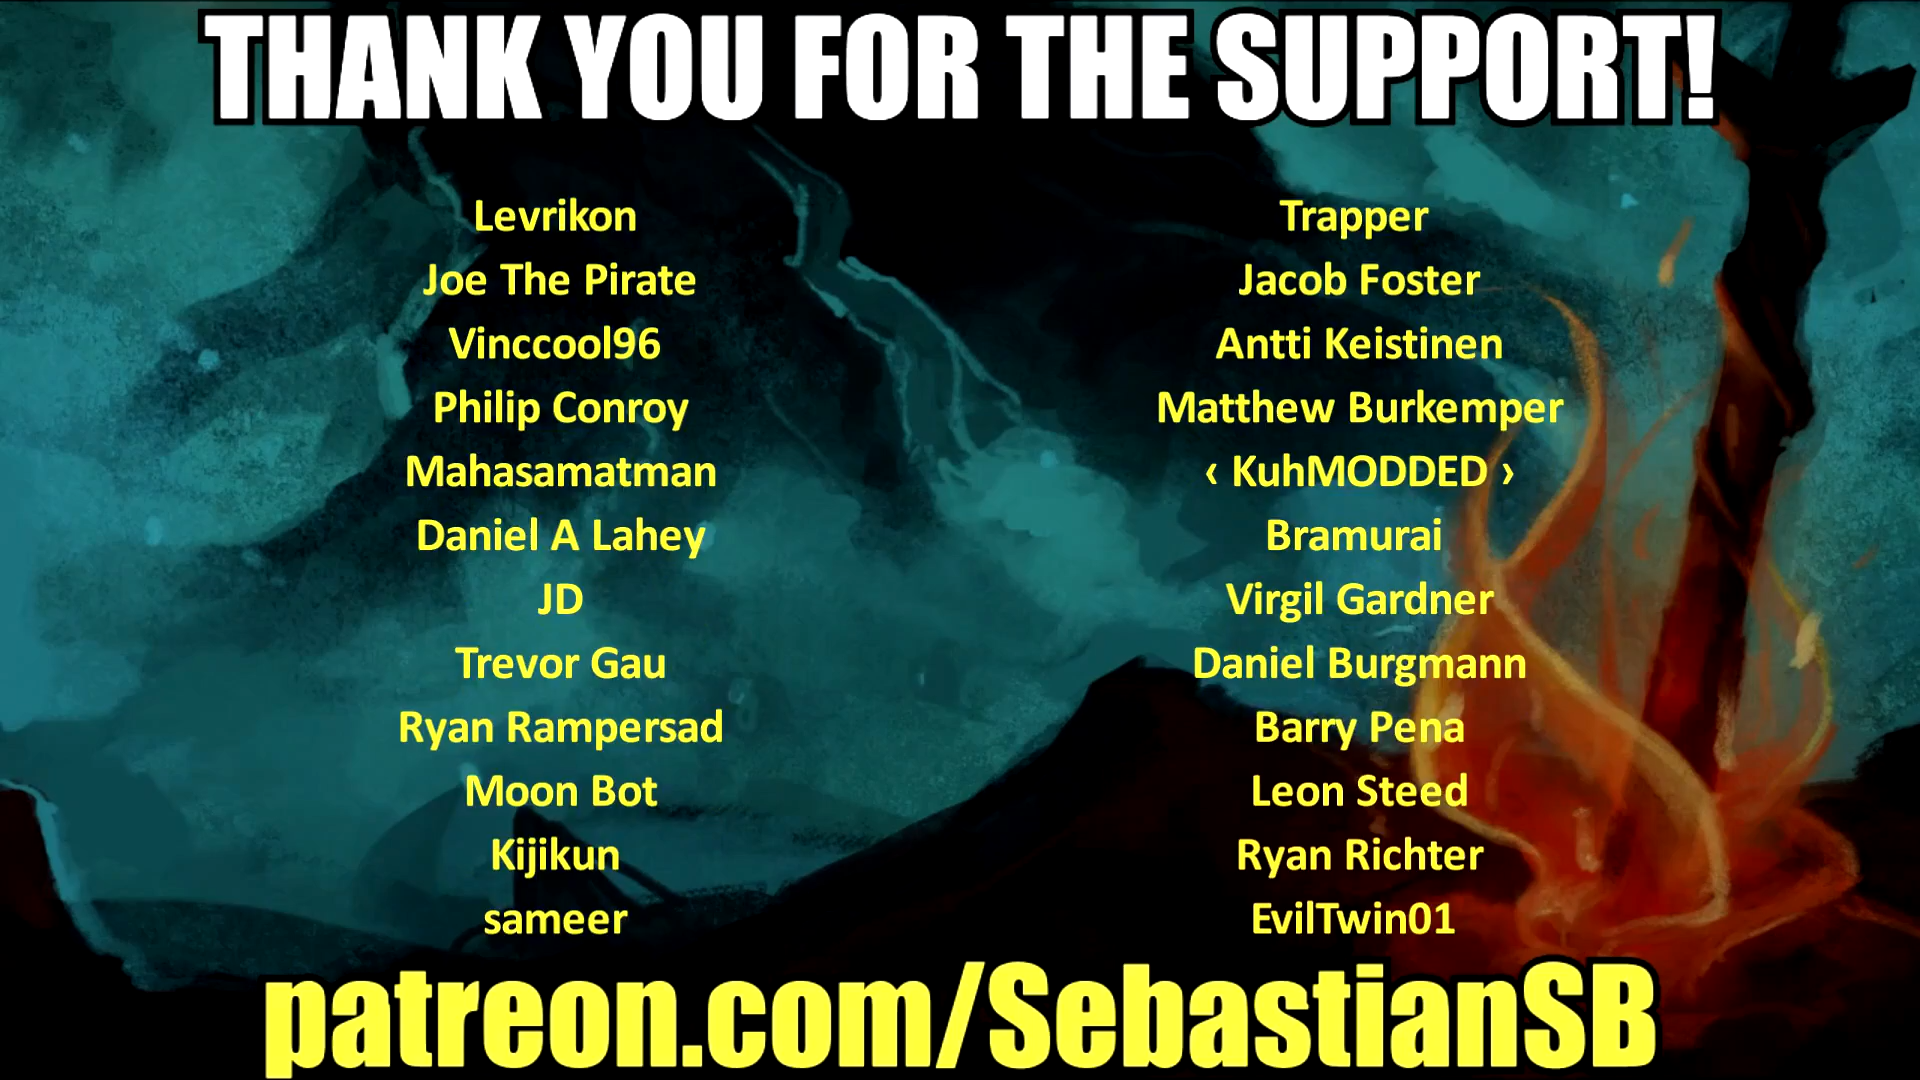 THANK YOU FOR THE SUPPORT!
Levrikon
Joe The Pirate
Vinccool96
Philip Conroy
Mahasamatman
Daniel A Lahey
JD
Trevor Gau
Ryan Rampersad
Moon Bot
Kijikun
sameer
Trapper
Jacob Foster
Antti Keistinen
Matthew Burkemper
‹ KuhMODDED ›
Bramurai
Virgil Gardner
Daniel Burgmann
Barry Pena
Leon Steed
Ryan Richter
EvilTwin01
patreon.com/SebastianSB